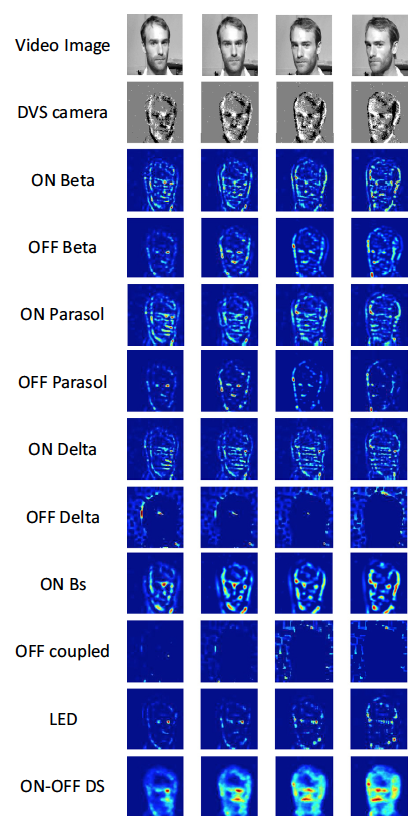 Video Image
DVS camera
ON Beta
OFF Beta
ON Parasol
OFF Parasol
ON Delta
OFF Delta
ON Bs
OFF coupled
LED
ON-OFF DS